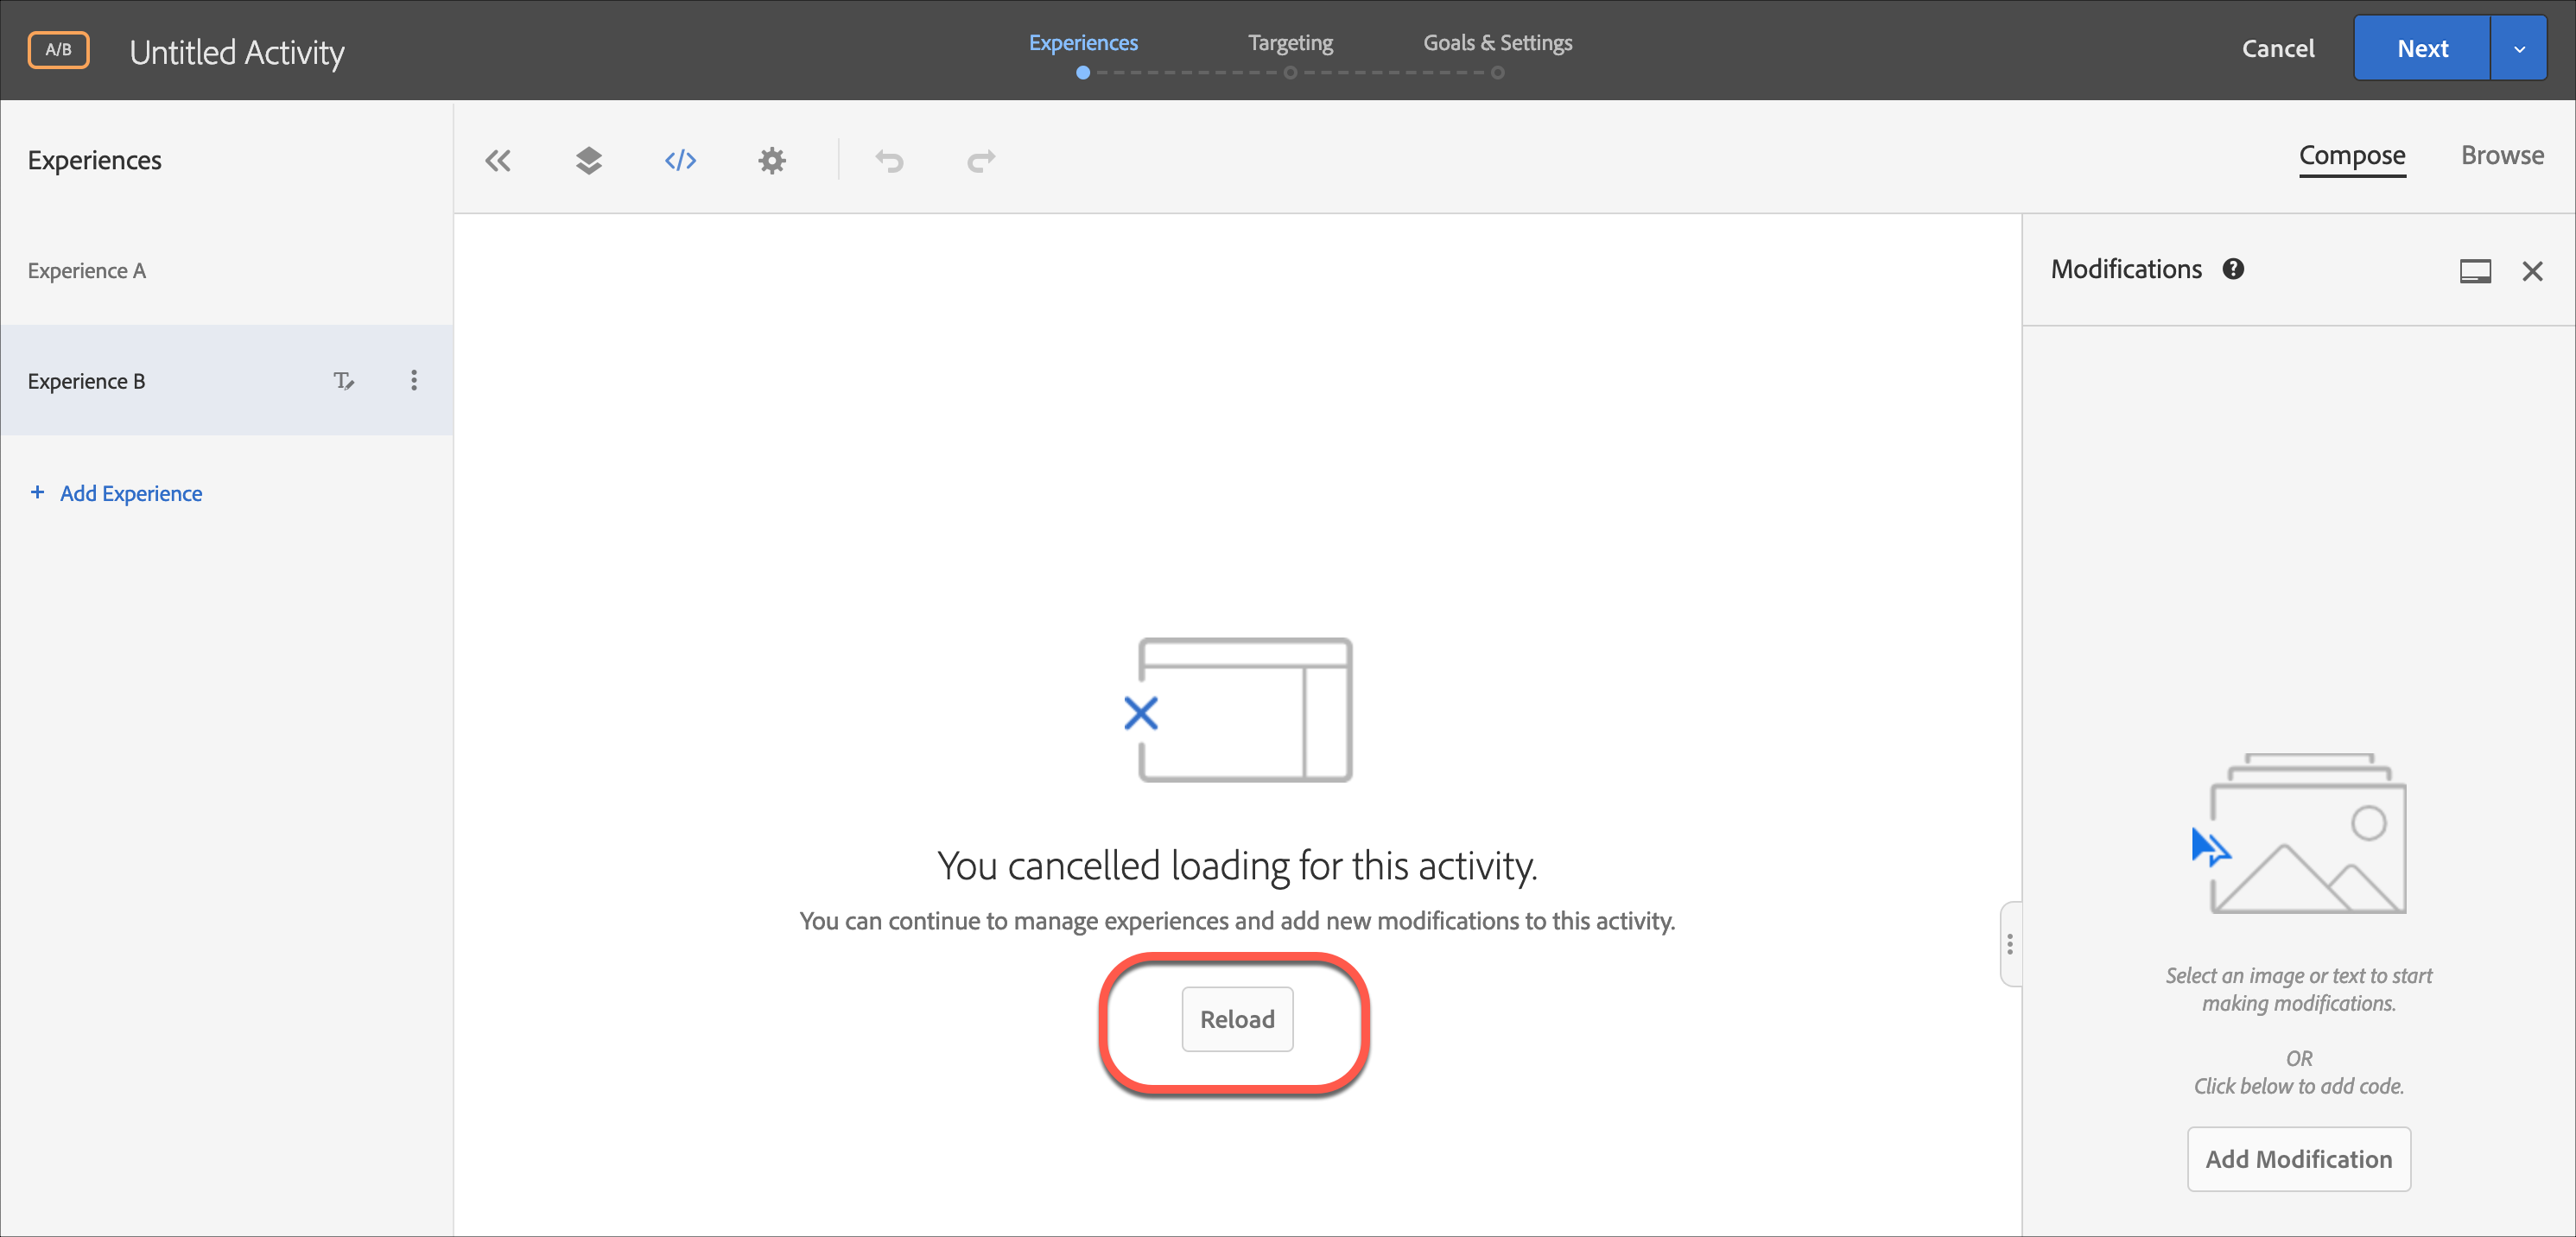 A/B
Untitled Activity
Experiences
Targeting
Goals & Settings
Cancel
Next
Experiences
Compose
Browse
Experience A
Experience B
+ Add Experience
Modifications
You cancelled loading for this activity.
You can continue to manage experiences and add new modifications to this activity.
Reload
Select an image or text to start
making modifications.
OR
Click below to add code.
Add Modification